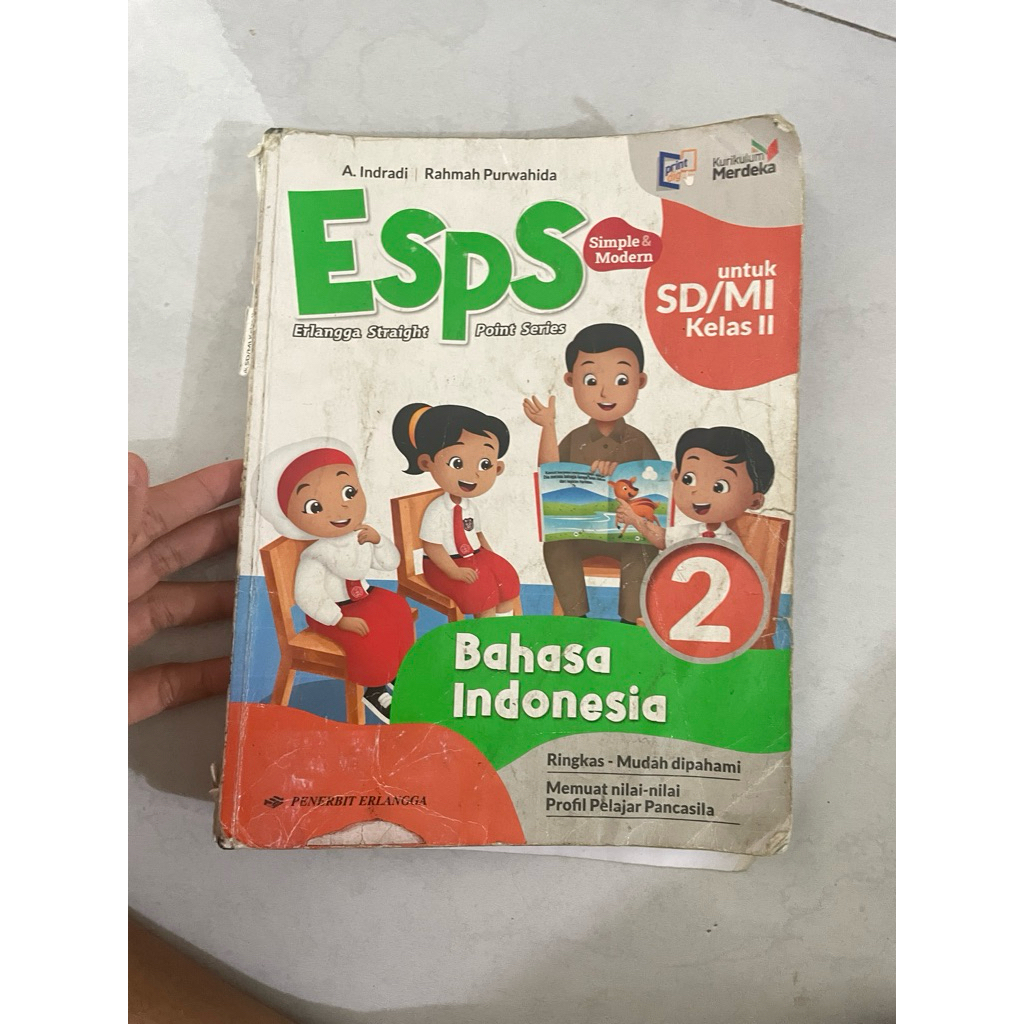 A. Indradi | Rahmah Purwahida
print
Kurikulum
Merdeka
ESpS
Simple &
Modern
Erlangga Straight Point Series
untuk
SD/MI
Kelas II
2
Bahasa
Indonesia
Ringkas - Mudah dipahami
Memuat nilai-nilai
Profil Pelajar Pancasila
PENERBIT ERLANGGA